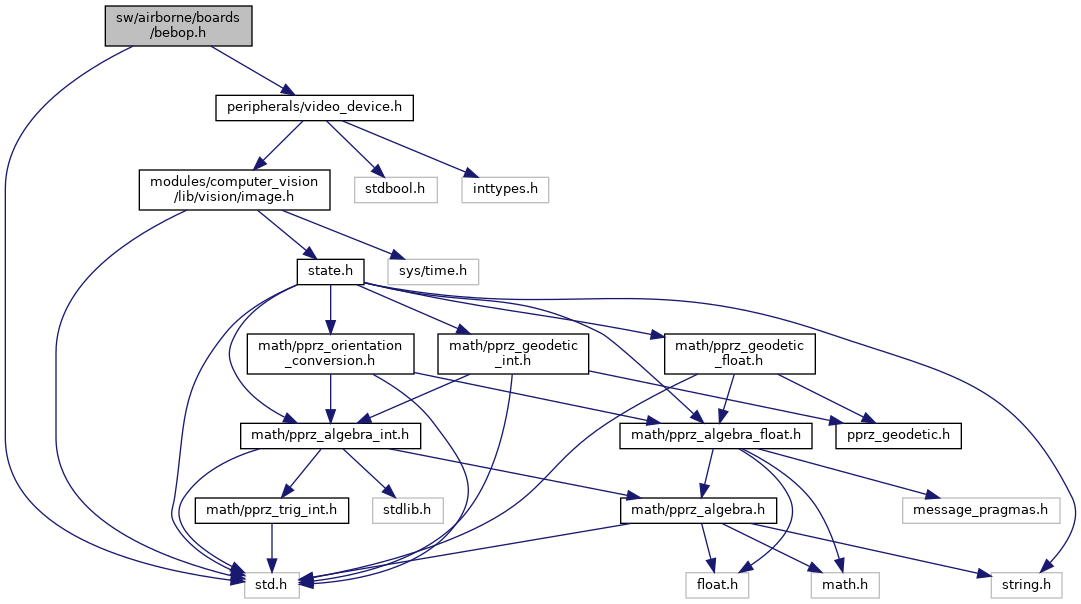 sw/airborne/boards
/bebop.h
peripherals/video_device.h
modules/computer_vision
/lib/vision/image.h
stdbool.h
inttypes.h
state.h
sys/time.h
math/pprz_orientation
_conversion.h
math/pprz_geodetic
_int.h
math/pprz_geodetic
_float.h
math/pprz_algebra_int.h
math/pprz_algebra_float.h
pprz_geodetic.h
math/pprz_trig_int.h
stdlib.h
math/pprz_algebra.h
message_pragmas.h
std.h
float.h
math.h
string.h